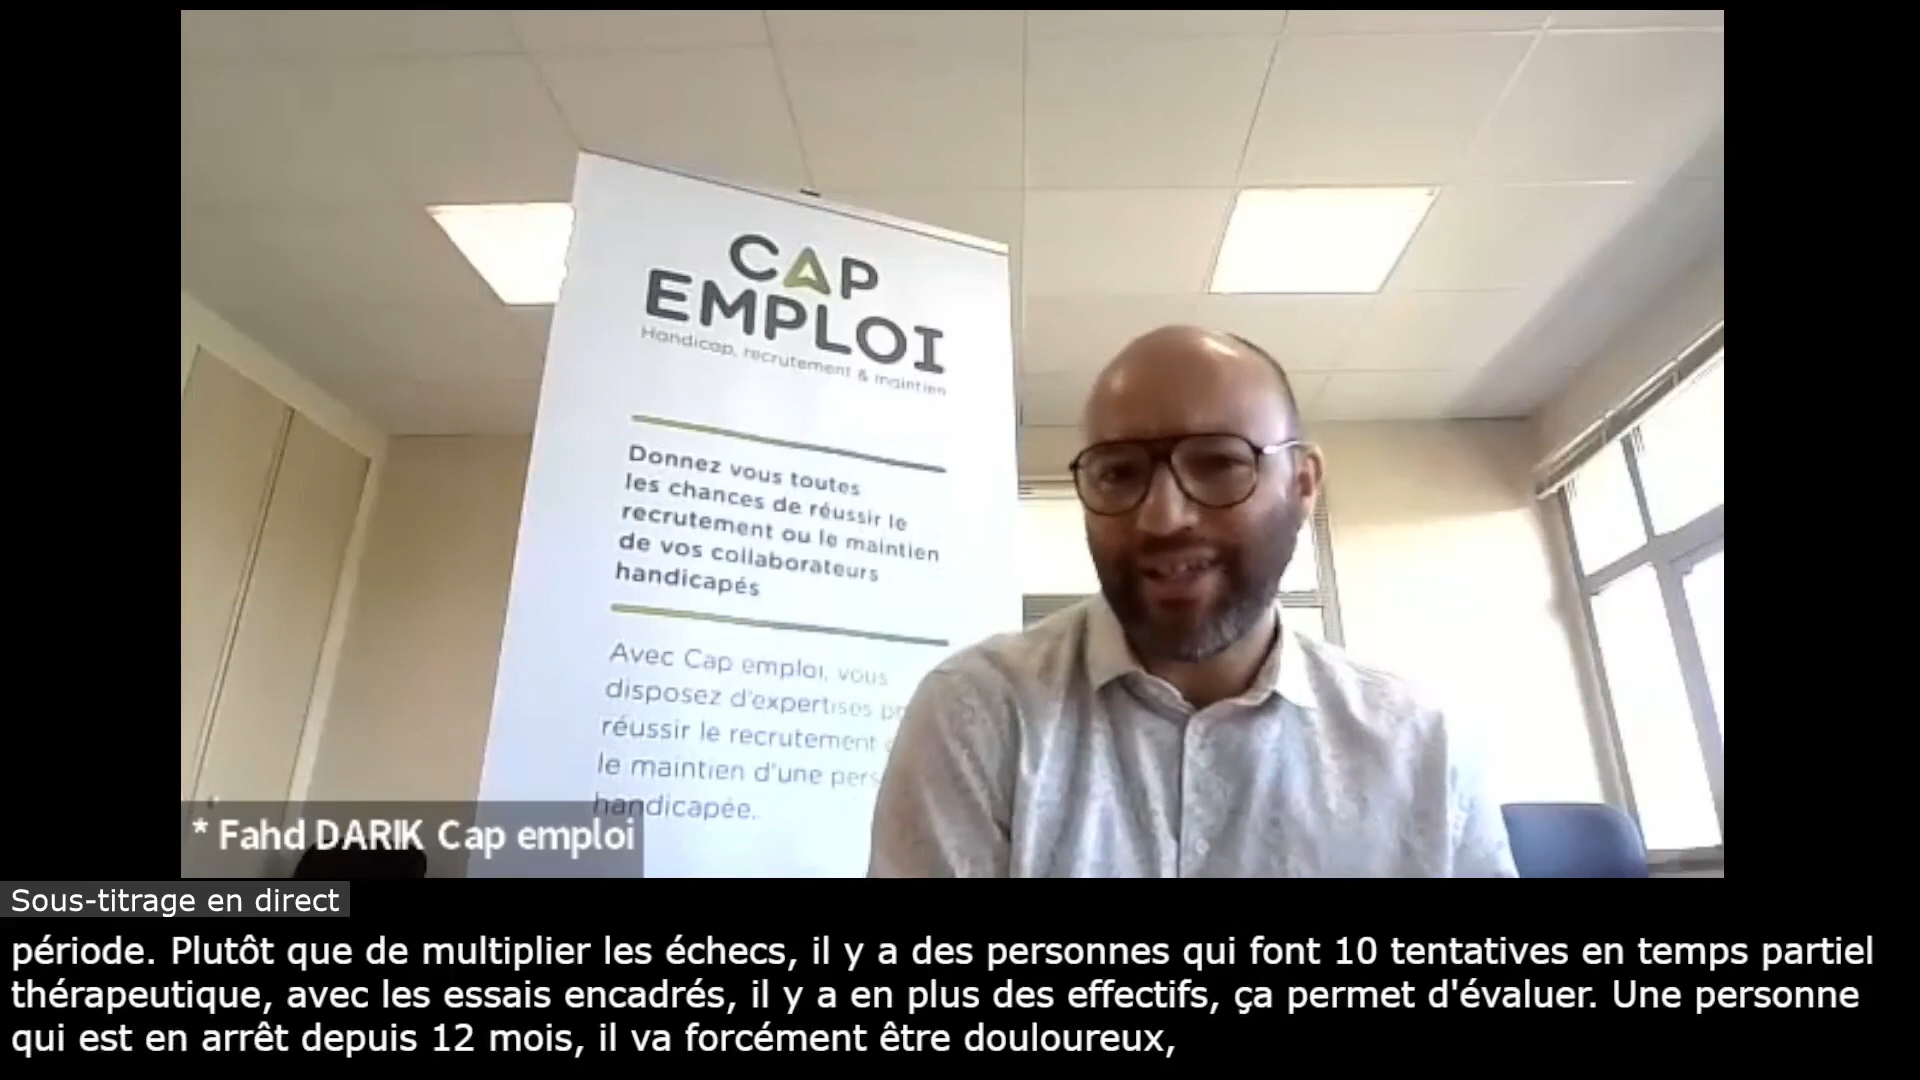 CAP
EMPLOI
Handicap, recrutement & maintien
Donnez vous toutes
les chances de réussir le
recrutement ou le maintien
de vos collaborateurs
handicapés
Avec Cap emploi, vous
disposez d'expertises
réussir le recrutement
le maintien d'une
handicapée.
* Fahd DARIK Cap emploi
Sous-titrage en direct
période. Plutôt que de multiplier les échecs, il y a des personnes qui font 10 tentatives en temps partiel
thérapeutique, avec les essais encadrés, il y a en plus des effectifs, ça permet d'évaluer. Une personne
qui est en arrêt depuis 12 mois, il va forcément être douloureux,